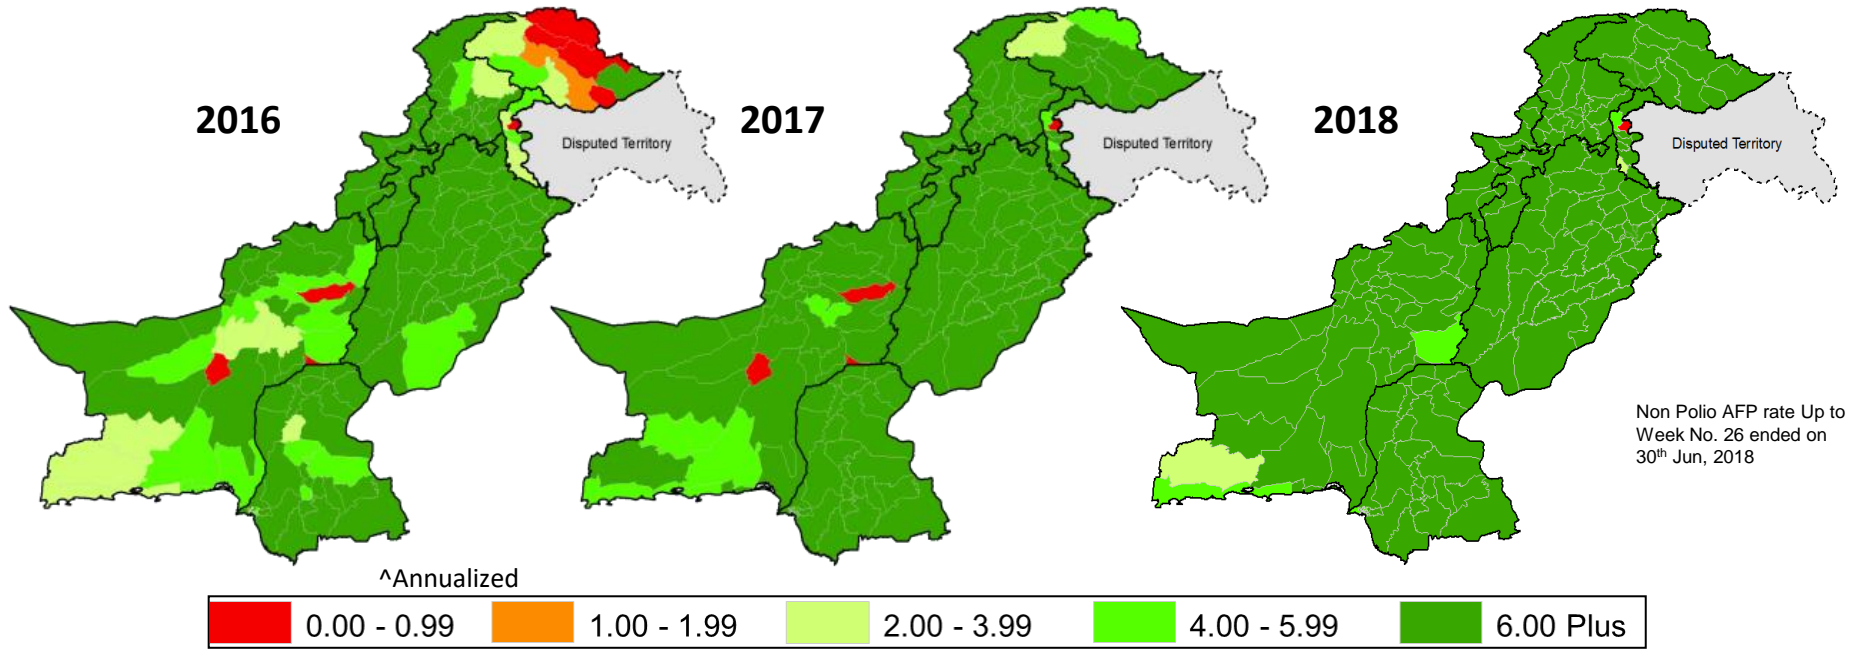 2016
2017
2018
Disputed Territory
Disputed Territory
Disputed Territory
Non Polio AFP rate Up to
Week No. 26 ended on
30th Jun, 2018
^Annualized
0.00 - 0.99
1.00 - 1.99
2.00 - 3.99
4.00 - 5.99
6.00 Plus